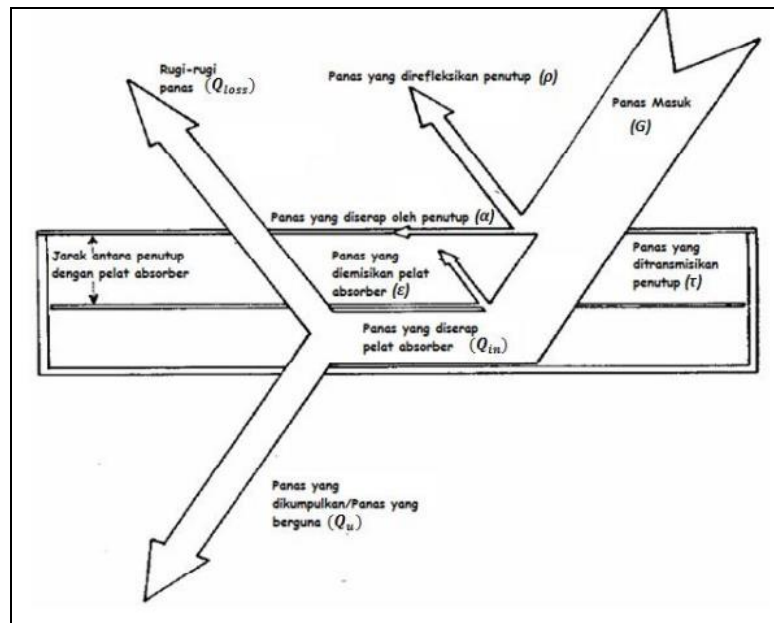 Rugi-rugi
panas (Q_loss)
Panas yang direfleksikan penutup (ρ)
Panas Masuk
(G)
Panas yang diserap oleh penutup (α)
Jarak antara penutup
dengan pelat absorber
Panas yang
diemisikan pelat
absorber (ε)
Panas yang
ditransmisikan
penutup (τ)
Panas yang diserap
pelat absorber (Q_in)
Panas yang
dikumpulkan/Panas yang
berguna (Q_u)